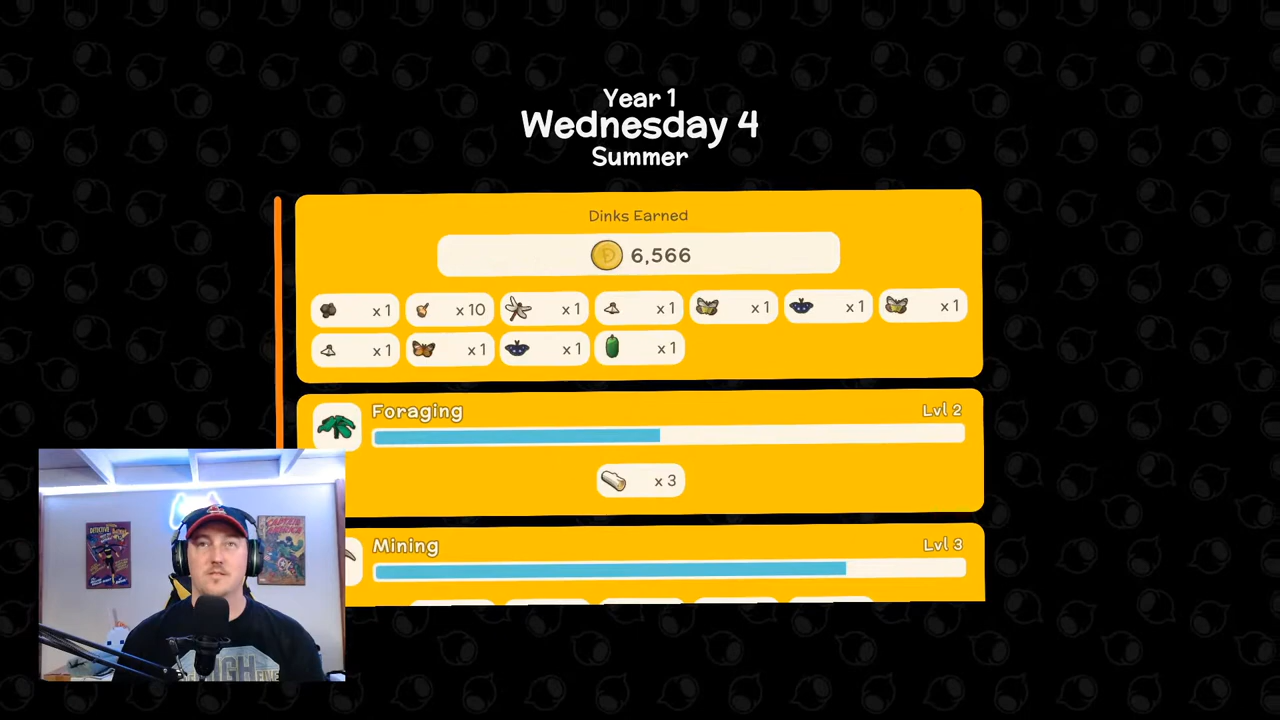 Year 1
Wednesday 4
Summer
Dinks Earned
6,566
x 1 x 10 x 1 x 1 x 1 x 1 x 1
x 1 x 1 x 1 x 1
Foraging Lvl 2
x 3
Mining Lvl 3